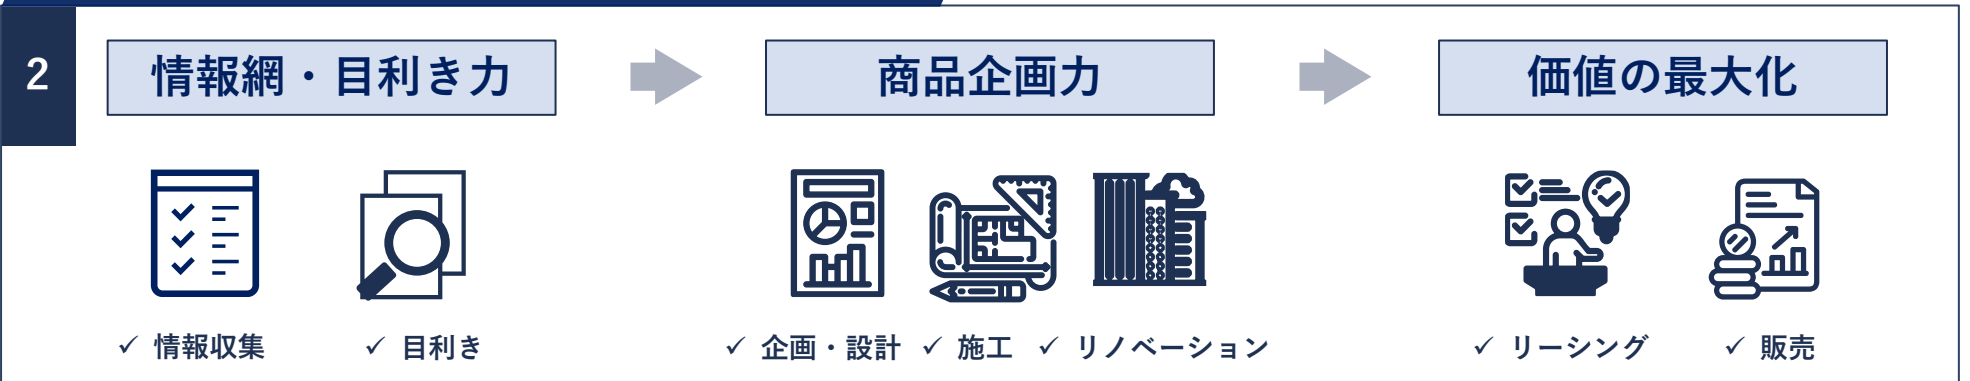 2
情報網・目利き力
商品企画力
価値の最大化
✓ 情報収集
✓ 目利き
✓ 企画・設計
✓ 施工
✓ リノベーション
✓ リーシング
✓ 販売